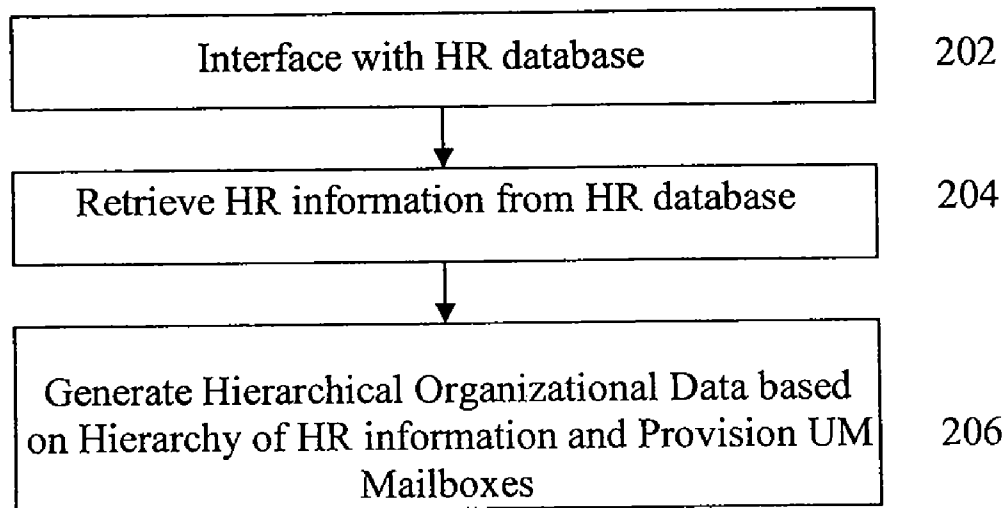 Interface with HR database 202
Retrieve HR information from HR database 204
Generate Hierarchical Organizational Data based
on Hierarchy of HR information and Provision UM 206
Mailboxes